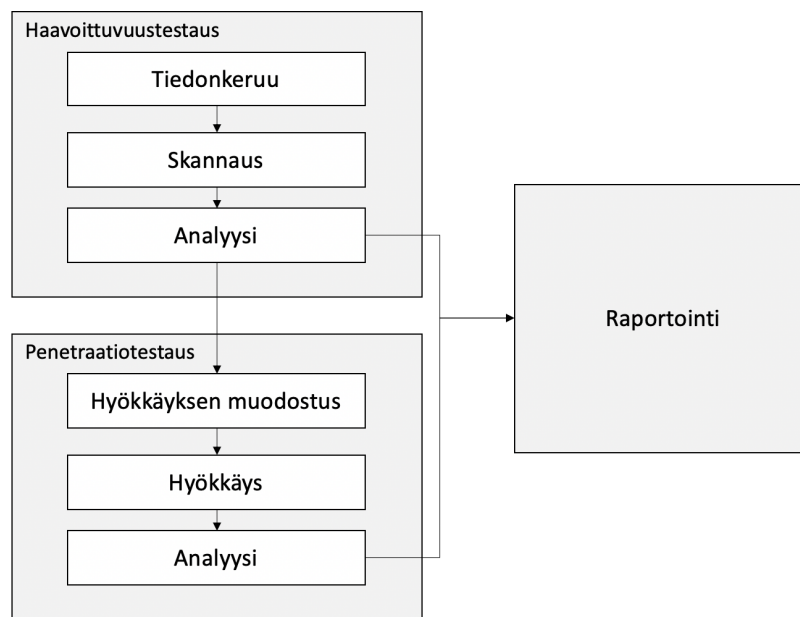 Haavoittuvuustestaus
Tiedonkeruu
Skannaus
Analyysi
Penetraatiotestaus
Hyökkäyksen muodostus
Hyökkäys
Analyysi
Raportointi